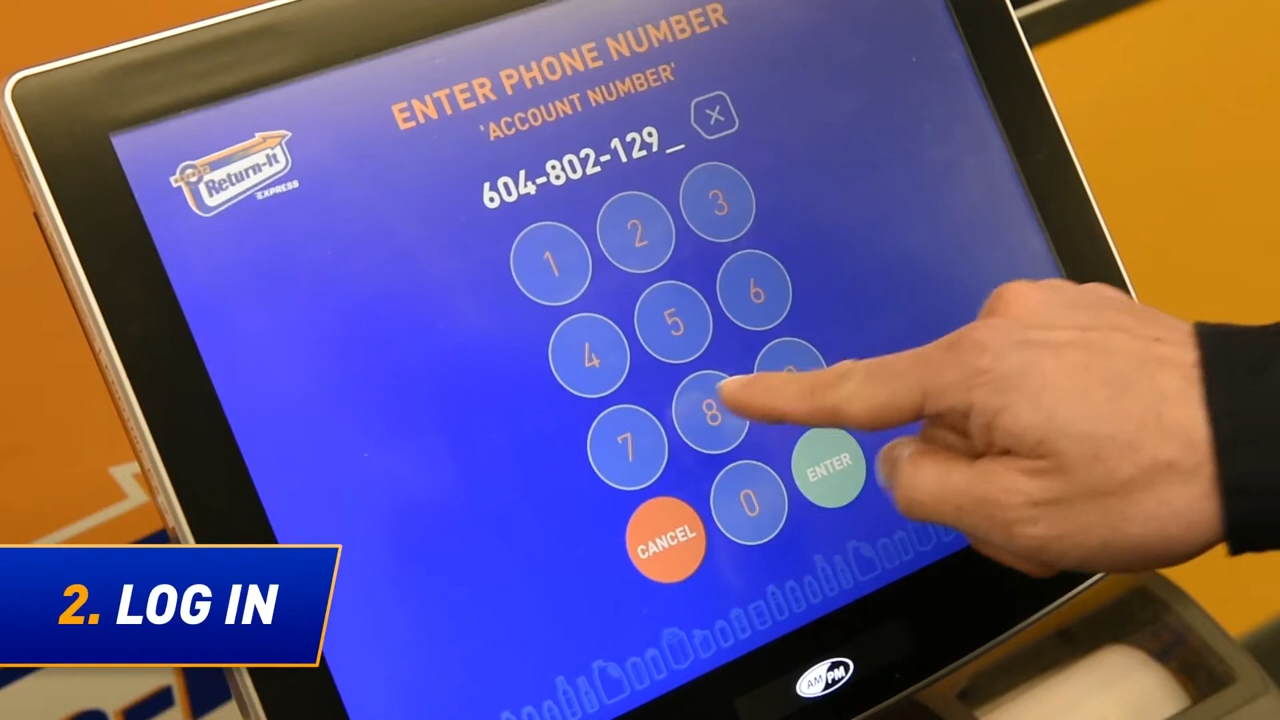 ENTER PHONE NUMBER
'ACCOUNT NUMBER'
604-802-129_
Return-It
EXPRESS
1 2 3
4 5 6
7 8
CANCEL 0 ENTER
2. LOG IN
AM PM